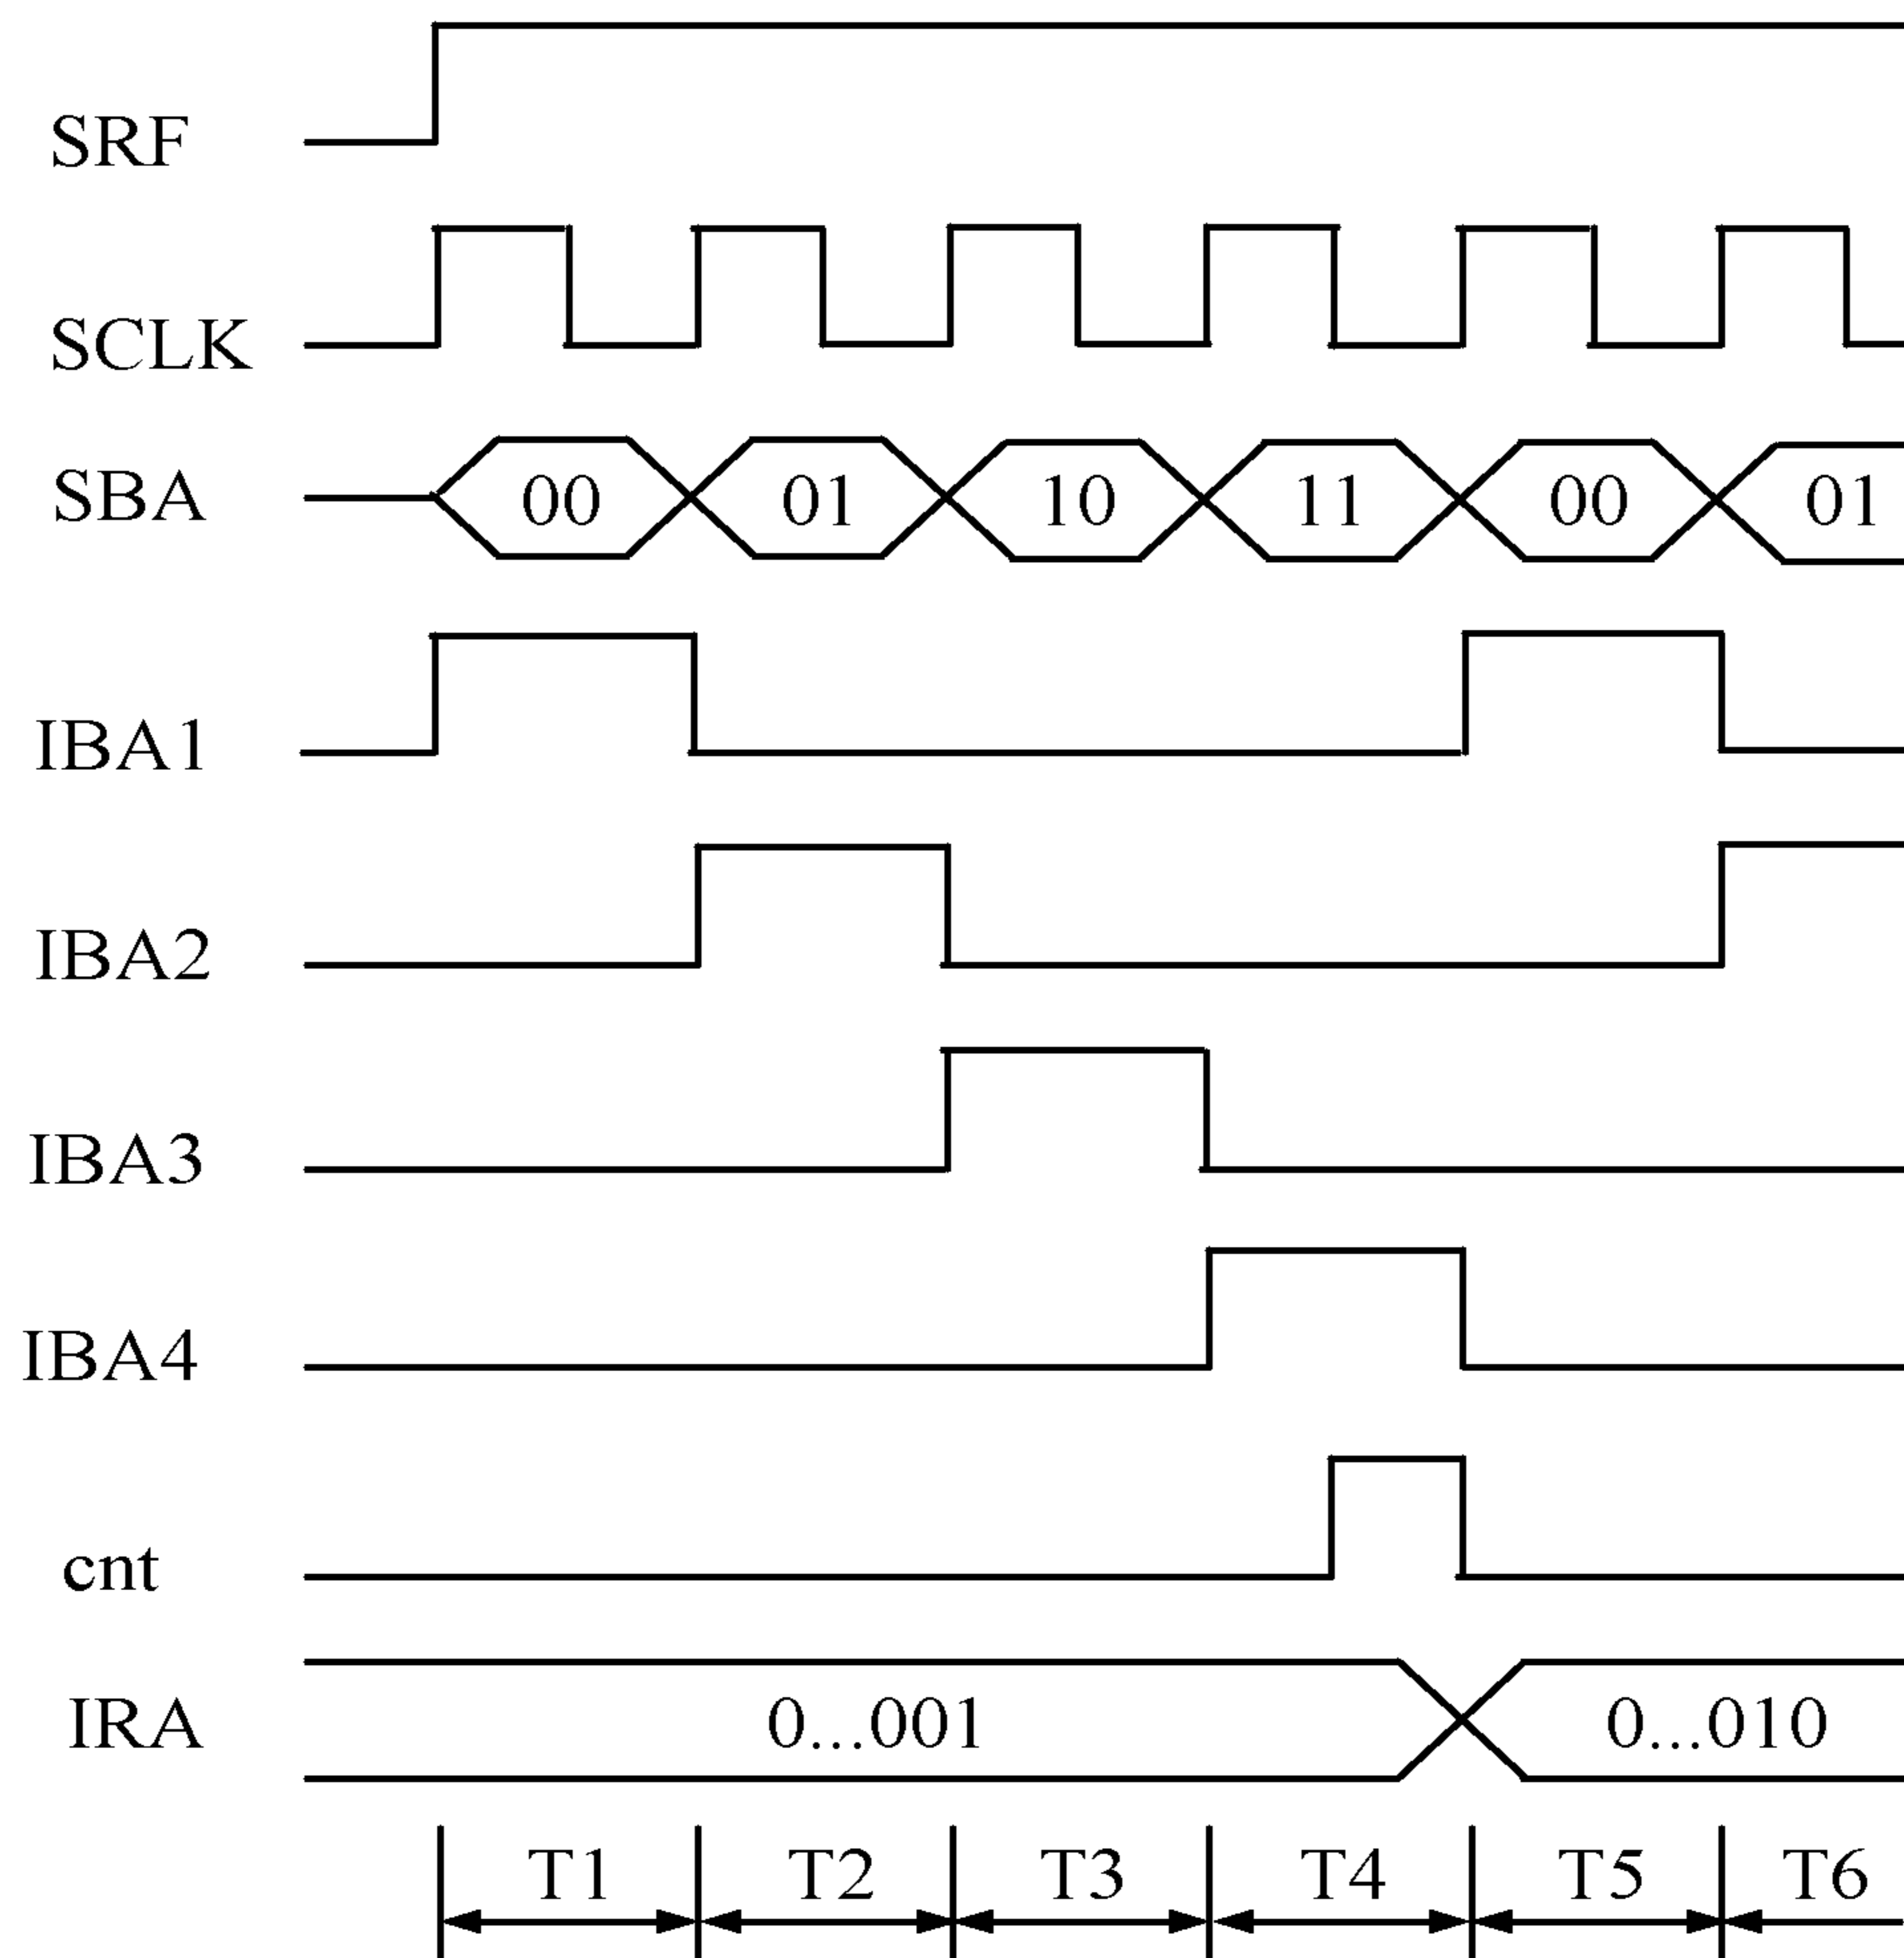 SRF
SCLK
SBA 00 01 10 11 00 01
IBA1
IBA2
IBA3
IBA4
cnt
IRA 0...001 0...010
T1 T2 T3 T4 T5 T6